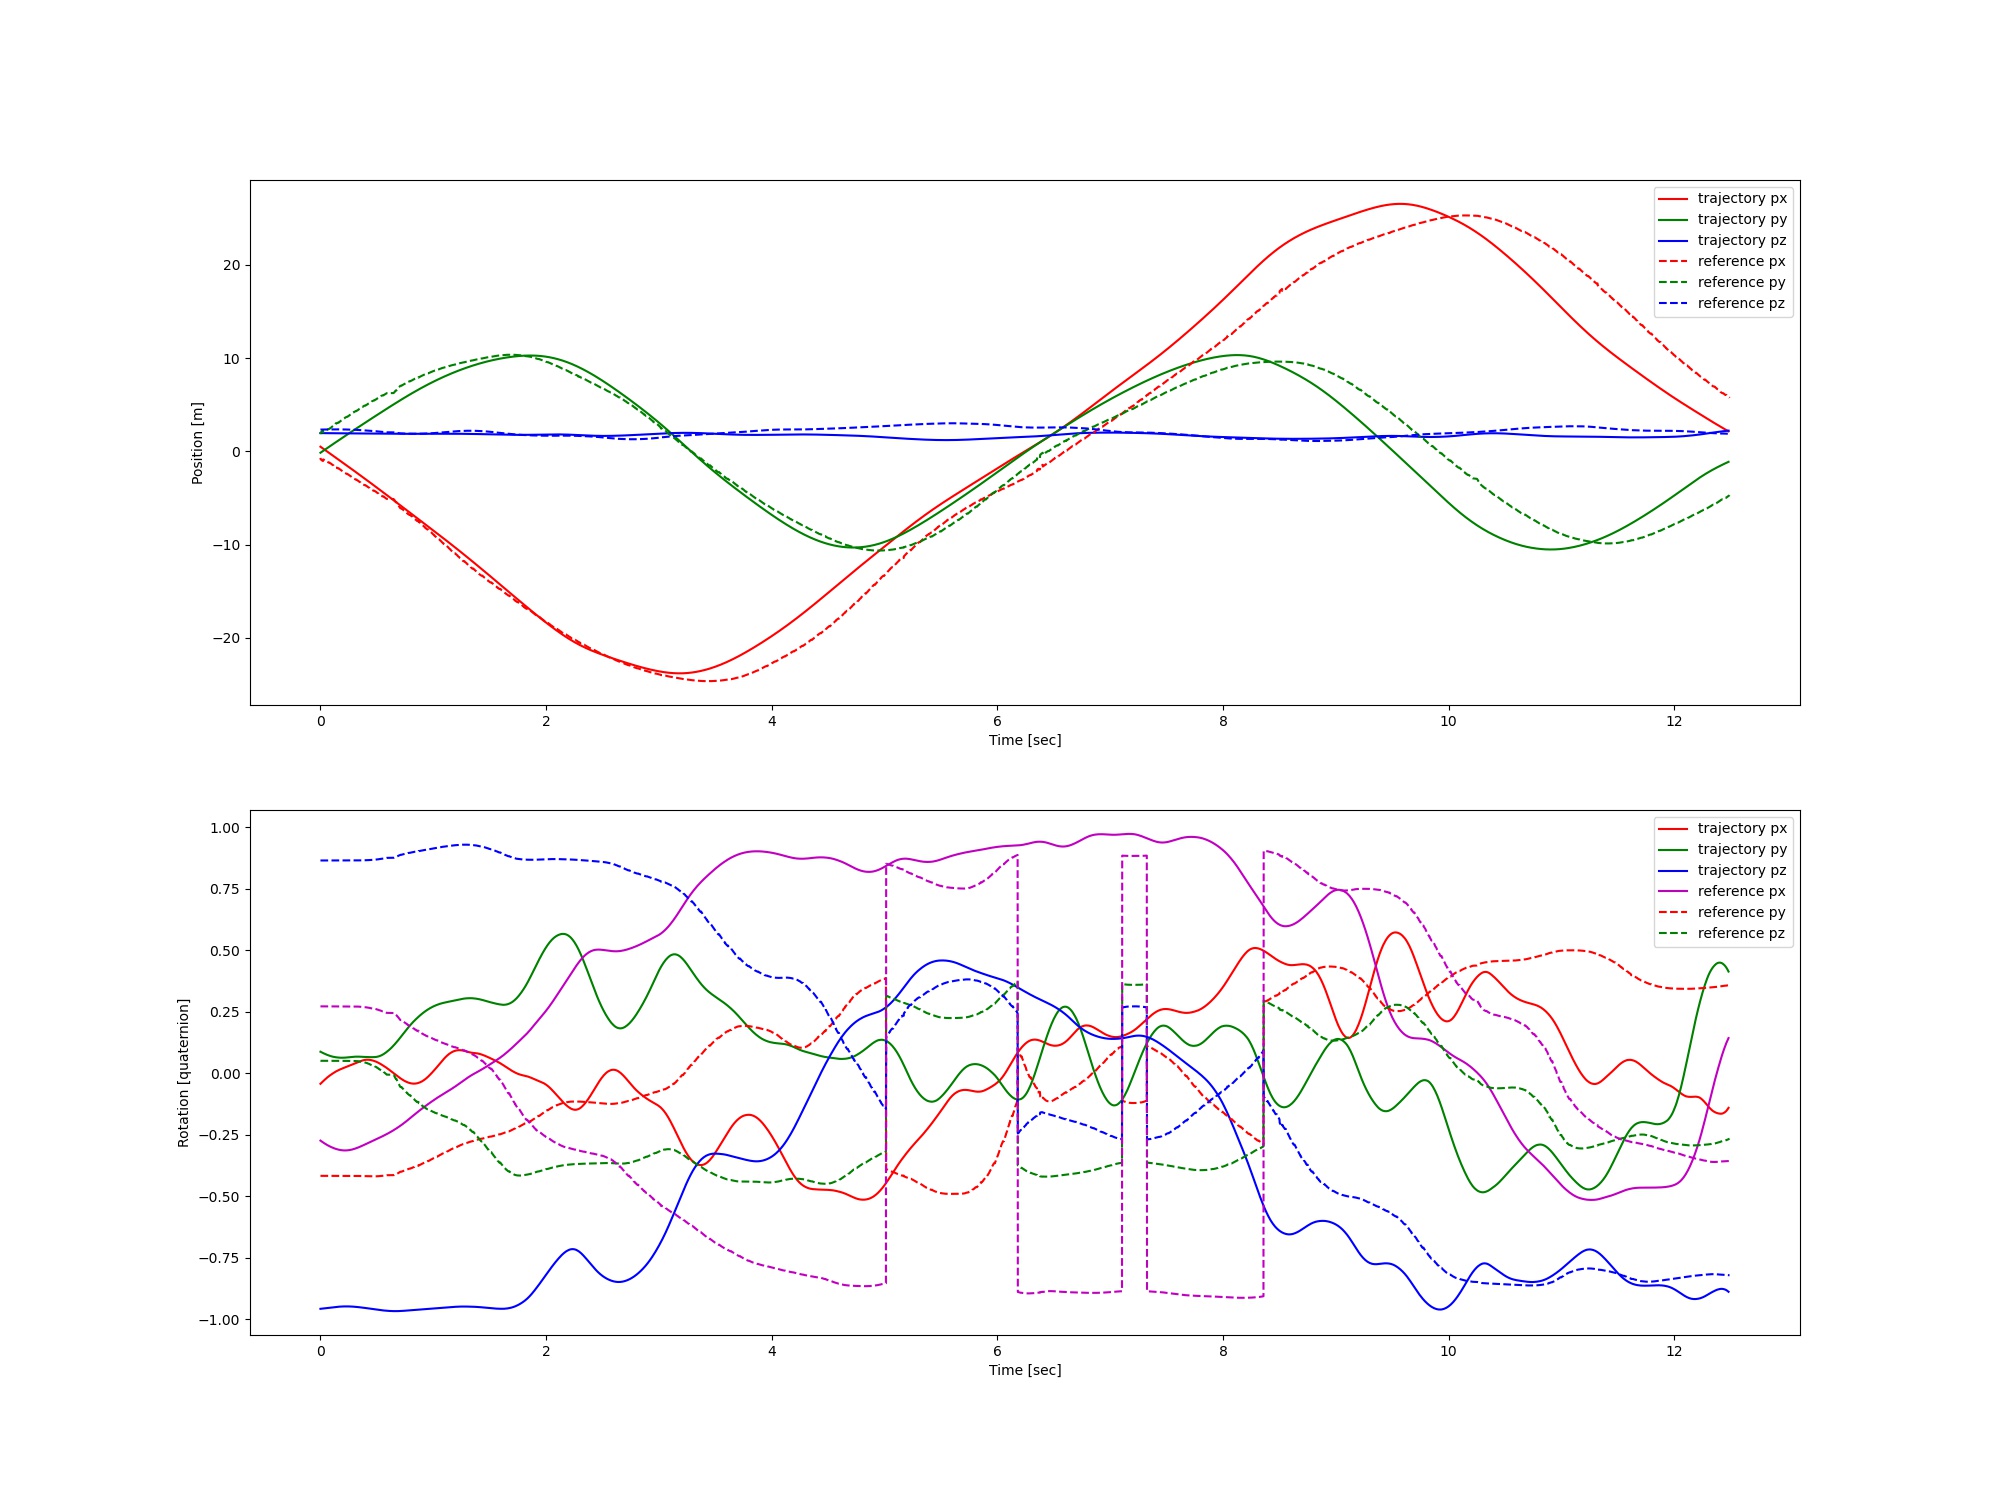 trajectory px
trajectory py
trajectory pz
reference px
reference py
reference pz
Position [m]
20
10
0
−10
−20
0 2 4 6 8 10 12
Time [sec]
trajectory px
trajectory py
trajectory pz
reference px
reference py
reference pz
Rotation [quaternion]
1.00
0.75
0.50
0.25
0.00
−0.25
−0.50
−0.75
−1.00
0 2 4 6 8 10 12
Time [sec]